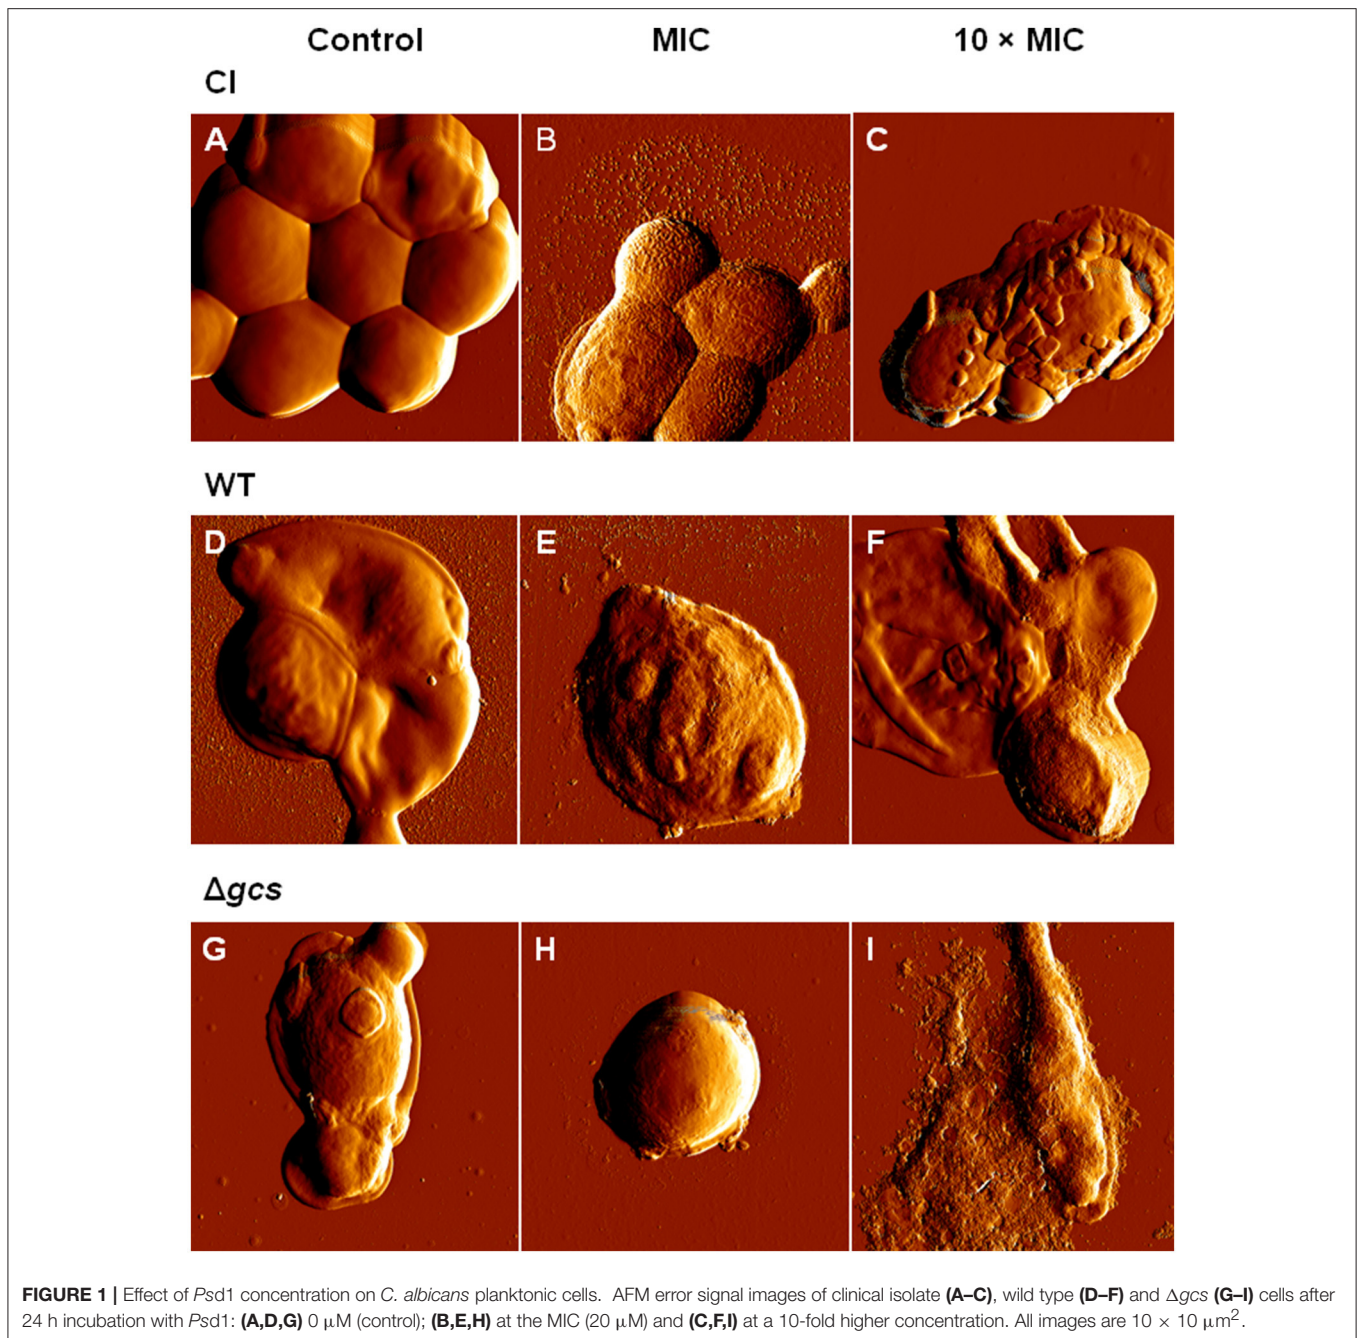 Control MIC 10 × MIC
CI
A B C
WT
D E F
Δgcs
G H I
FIGURE 1 | Effect of Psd1 concentration on C. albicans planktonic cells. AFM error signal images of clinical isolate (A–C), wild type (D–F) and Δgcs (G–I) cells after
24 h incubation with Psd1: (A,D,G) 0 μM (control); (B,E,H) at the MIC (20 μM) and (C,F,I) at a 10-fold higher concentration. All images are 10 × 10 μm².